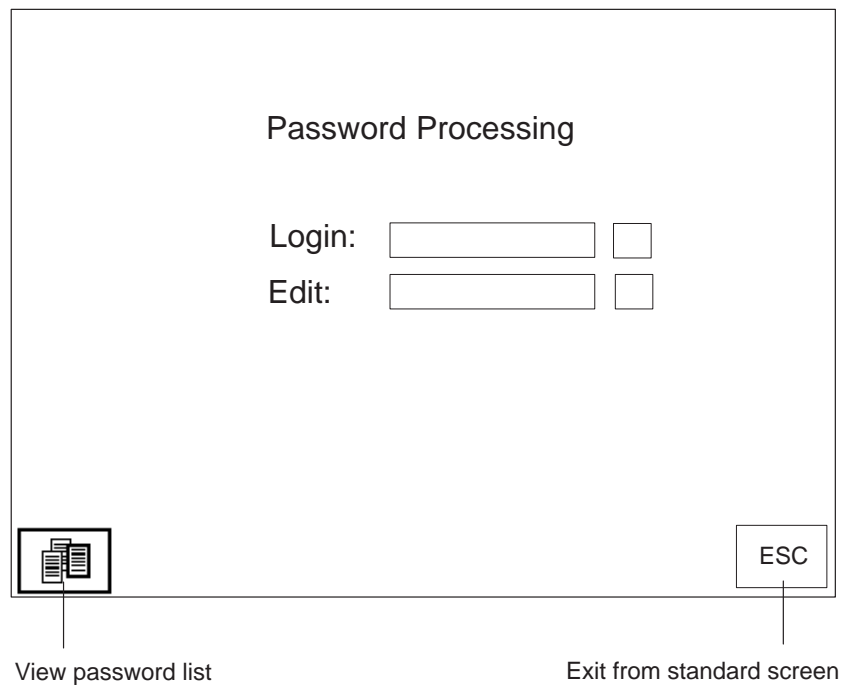 Password Processing
Login:
Edit:
ESC
View password list
Exit from standard screen